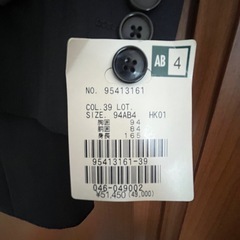 AB 4
NO. 95413161
COL.39 LOT.
SIZE. 94AB4 HK01
胸囲 94
胴囲 84
身長 165
95413161-39
046-049002
¥51,450 (49,000)